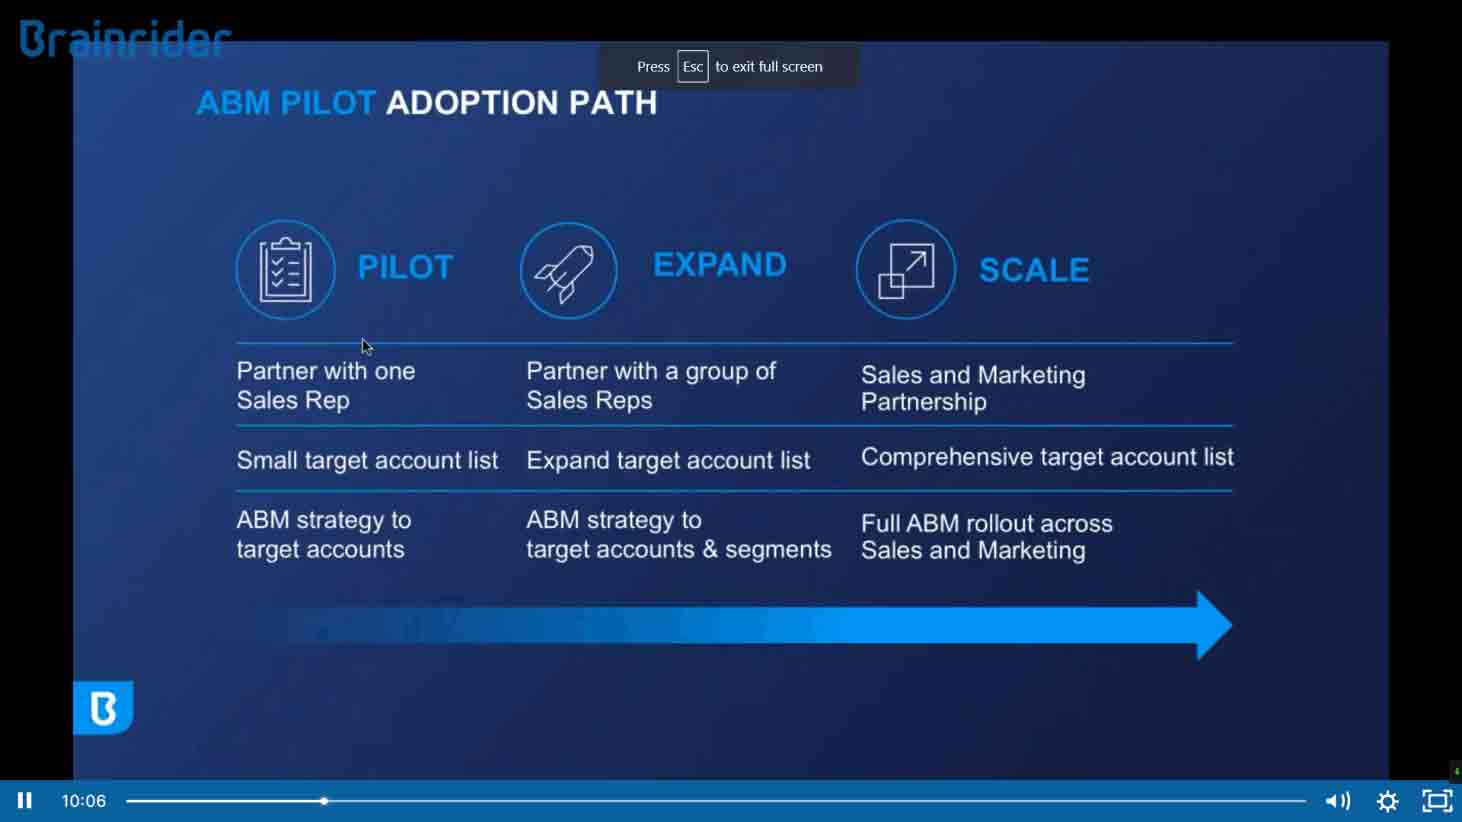 Brainrider
Press Esc to exit full screen
ABM PILOT ADOPTION PATH
PILOT
EXPAND
SCALE
Partner with one
Sales Rep
Partner with a group of
Sales Reps
Sales and Marketing
Partnership
Small target account list
Expand target account list
Comprehensive target account list
ABM strategy to
target accounts
ABM strategy to
target accounts & segments
Full ABM rollout across
Sales and Marketing
B
10:06